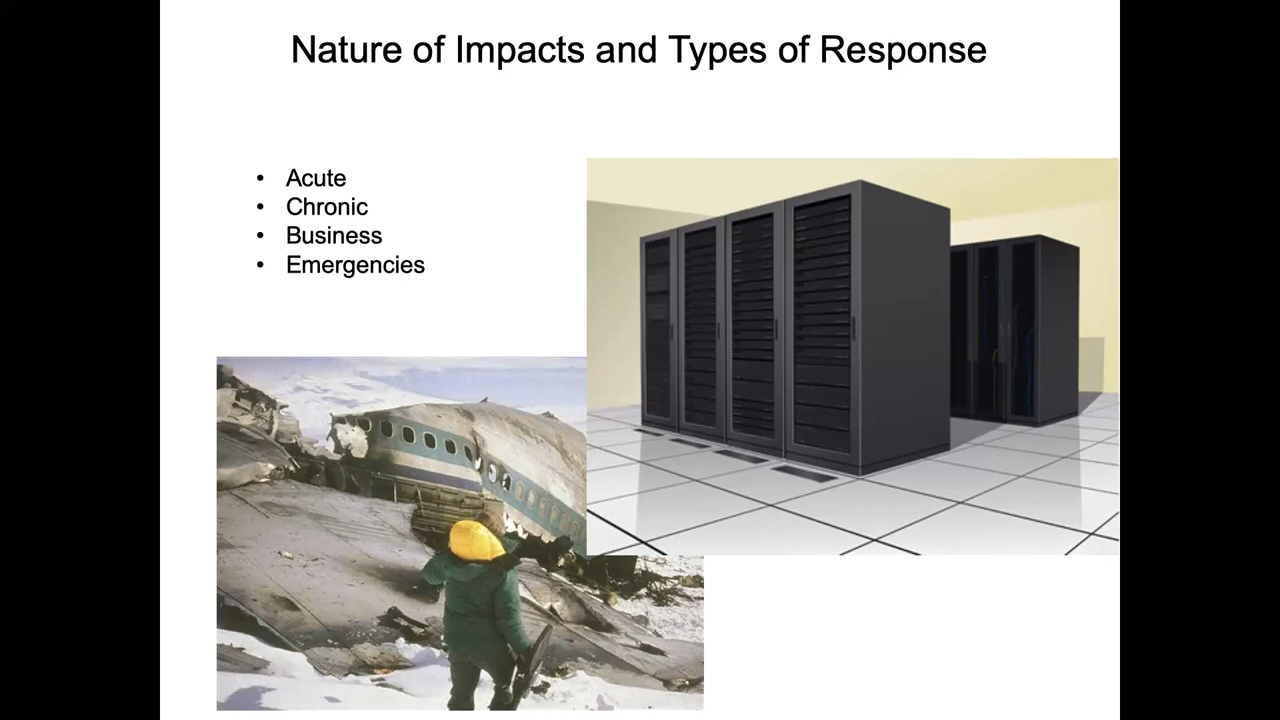 Nature of Impacts and Types of Response
• Acute
• Chronic
• Business
• Emergencies